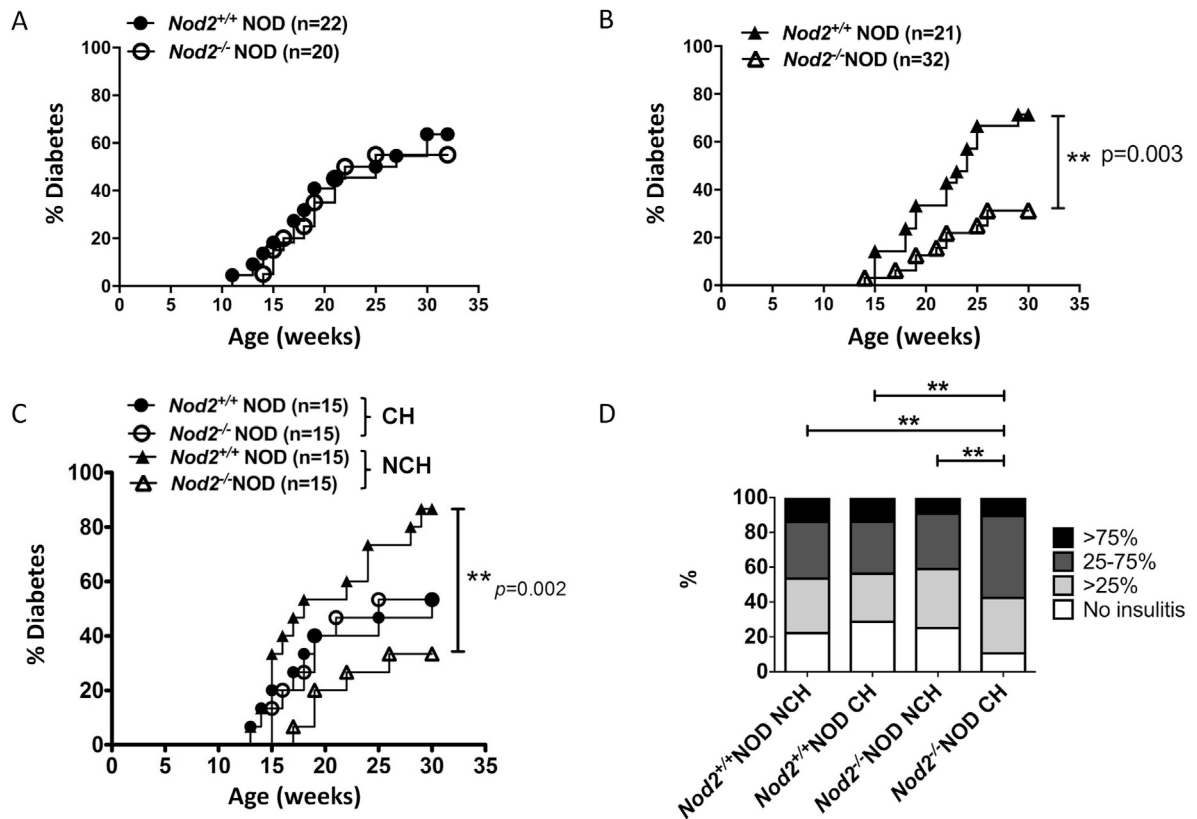 A
Nod2+/+ NOD (n=22)
Nod2-/- NOD (n=20)
100
80
60
40
20
0
% Diabetes
0 5 10 15 20 25 30 35
Age (weeks)
B
Nod2+/+ NOD (n=21)
Nod2-/-NOD (n=32)
100
80
60
40
20
0
% Diabetes
** p=0.003
0 5 10 15 20 25 30 35
Age (weeks)
C
Nod2+/+ NOD (n=15)
Nod2-/- NOD (n=15)
CH
Nod2+/+ NOD (n=15)
Nod2-/-NOD (n=15)
NCH
100
80
60
40
20
0
% Diabetes
** p=0.002
0 5 10 15 20 25 30 35
Age (weeks)
D
**
**
**
100
80
60
40
20
0
%
>75%
25-75%
>25%
No insulitis
Nod2+/+NOD NCH
Nod2+/+NOD CH
Nod2-/-NOD NCH
Nod2-/-NOD CH